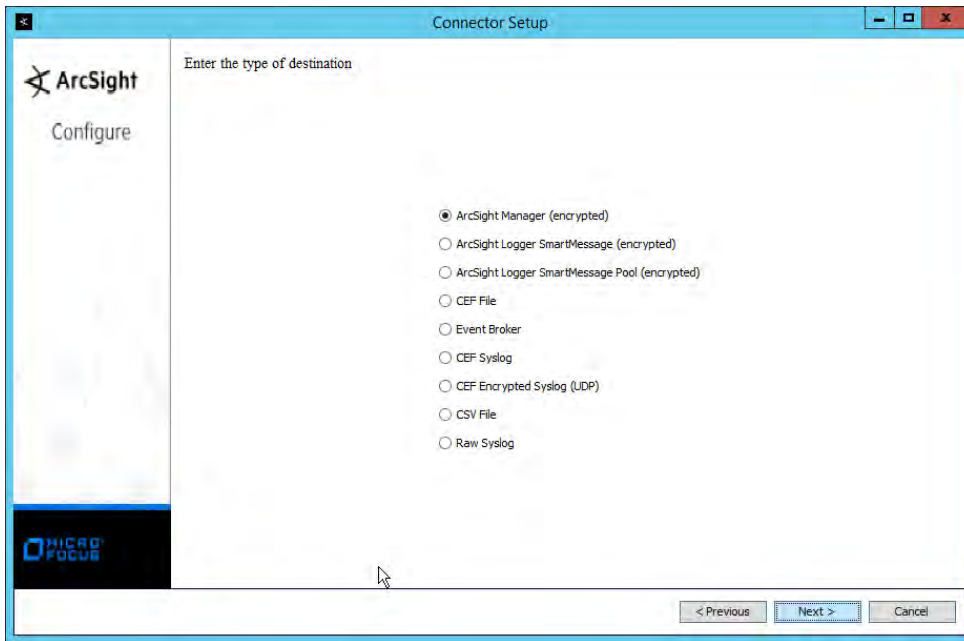 Connector Setup
ArcSight
Configure
Enter the type of destination
ArcSight Manager (encrypted)
ArcSight Logger SmartMessage (encrypted)
ArcSight Logger SmartMessage Pool (encrypted)
CEF File
Event Broker
CEF Syslog
CEF Encrypted Syslog (UDP)
CSV File
Raw Syslog
MICRO
FOCUS
< Previous
Next >
Cancel